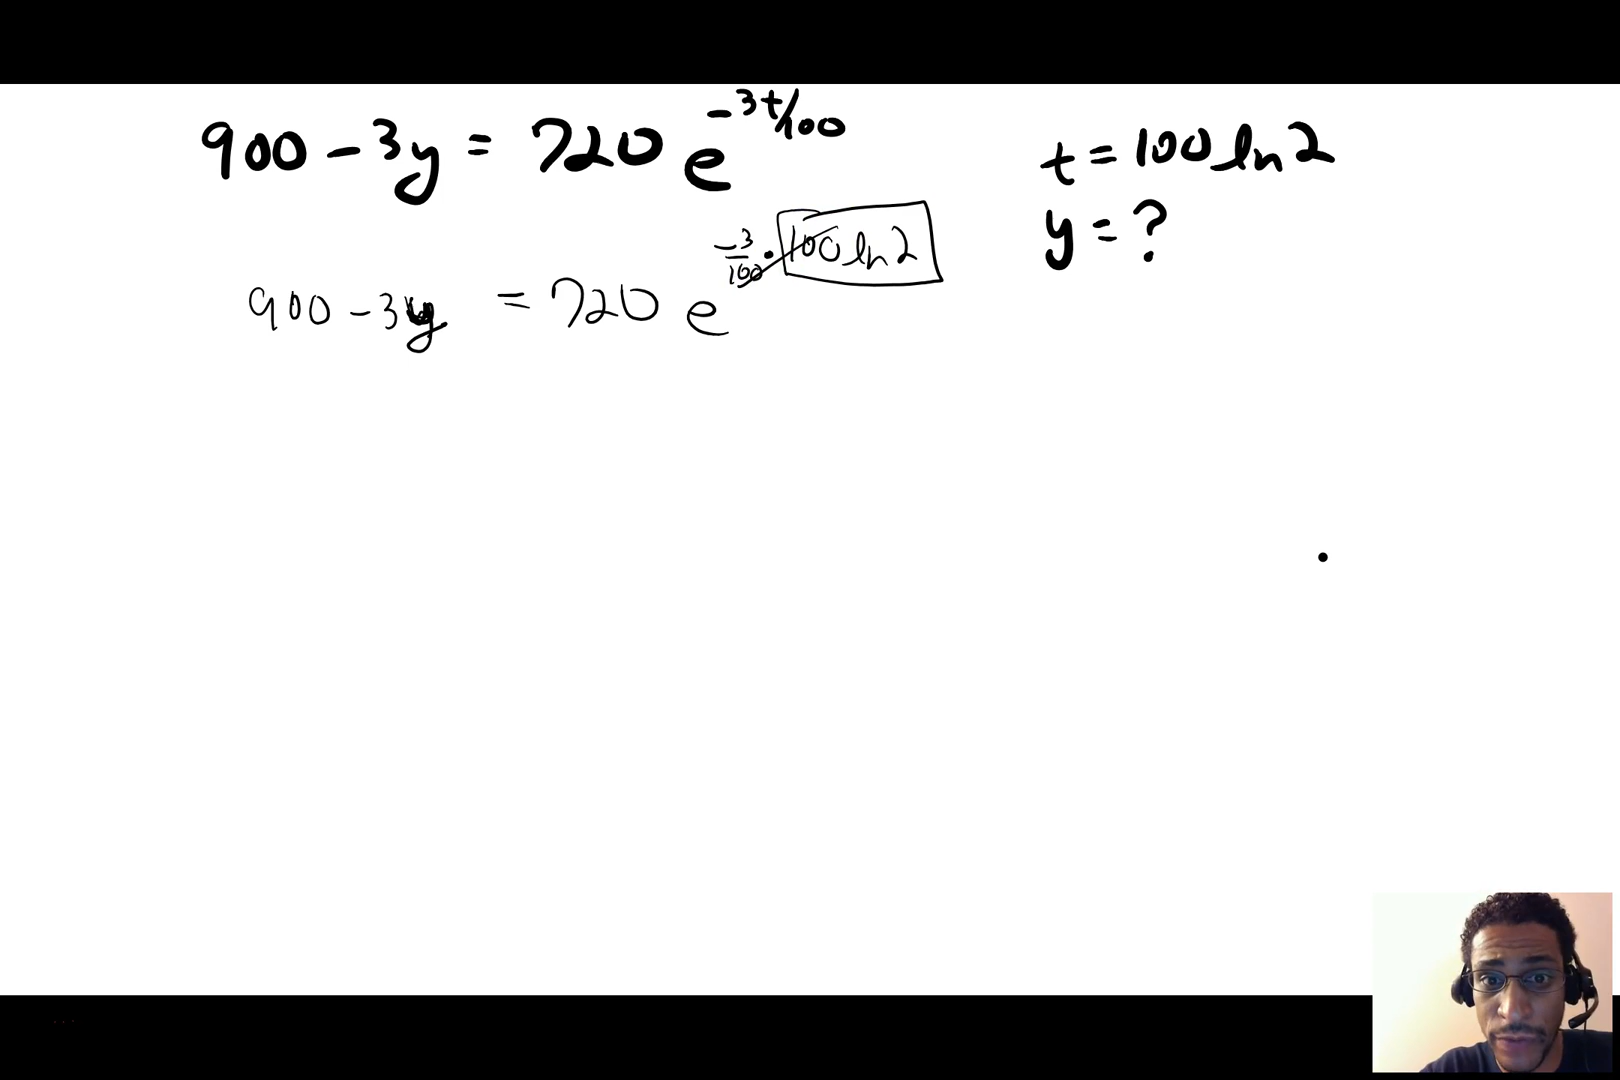 900 - 3y = 720 e^{-3t/100}
t = 100 ln 2
y = ?
900 - 3y = 720 e^{-3/100 · 100 ln 2}